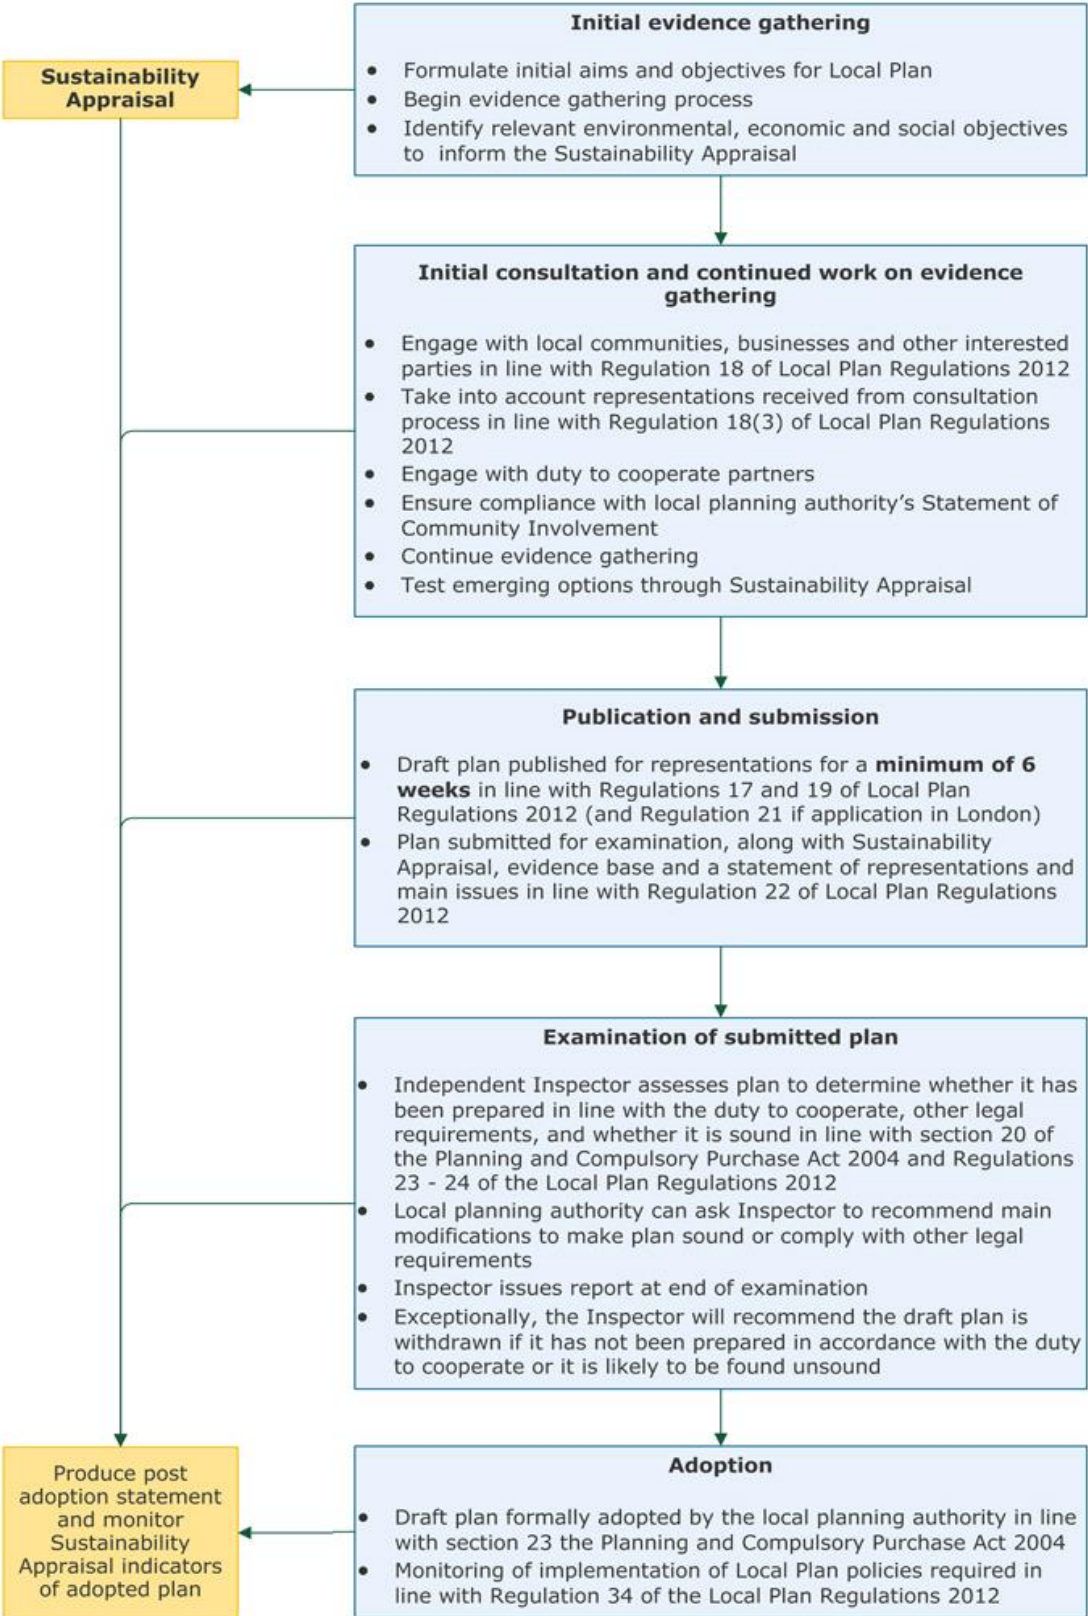 Initial evidence gathering
• Formulate initial aims and objectives for Local Plan
• Begin evidence gathering process
• Identify relevant environmental, economic and social objectives
to inform the Sustainability Appraisal
Sustainability
Appraisal
Initial consultation and continued work on evidence
gathering
• Engage with local communities, businesses and other interested
parties in line with Regulation 18 of Local Plan Regulations 2012
• Take into account representations received from consultation
process in line with Regulation 18(3) of Local Plan Regulations
2012
• Engage with duty to cooperate partners
• Ensure compliance with local planning authority’s Statement of
Community Involvement
• Continue evidence gathering
• Test emerging options through Sustainability Appraisal
Publication and submission
• Draft plan published for representations for a minimum of 6
weeks in line with Regulations 17 and 19 of Local Plan
Regulations 2012 (and Regulation 21 if application in London)
• Plan submitted for examination, along with Sustainability
Appraisal, evidence base and a statement of representations and
main issues in line with Regulation 22 of Local Plan Regulations
2012
Examination of submitted plan
• Independent Inspector assesses plan to determine whether it has
been prepared in line with the duty to cooperate, other legal
requirements, and whether it is sound in line with section 20 of
the Planning and Compulsory Purchase Act 2004 and Regulations
23 - 24 of the Local Plan Regulations 2012
• Local planning authority can ask Inspector to recommend main
modifications to make plan sound or comply with other legal
requirements
• Inspector issues report at end of examination
• Exceptionally, the Inspector will recommend the draft plan is
withdrawn if it has not been prepared in accordance with the duty
to cooperate or it is likely to be found unsound
Adoption
• Draft plan formally adopted by the local planning authority in line
with section 23 the Planning and Compulsory Purchase Act 2004
• Monitoring of implementation of Local Plan policies required in
line with Regulation 34 of the Local Plan Regulations 2012
Produce post
adoption statement
and monitor
Sustainability
Appraisal indicators
of adopted plan